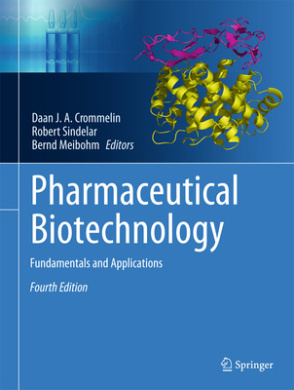 Daan J. A. Crommelin
Robert Sindelar
Bernd Meibohm Editors
Pharmaceutical
Biotechnology
Fundamentals and Applications
Fourth Edition
Springer